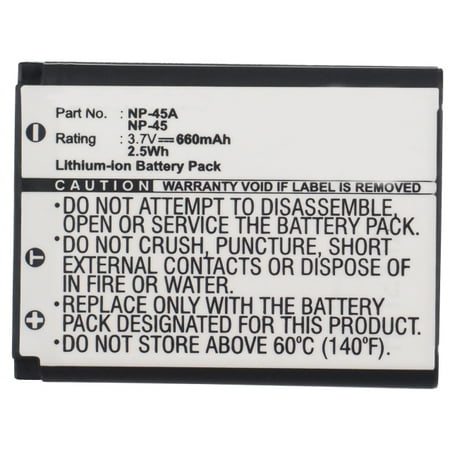 Part No. : NP-45A
NP-45
Rating : 3.7V⎓660mAh
2.5Wh
Lithium-ion Battery Pack
CAUTION WARRANTY VOID IF LABEL IS REMOVED
•DO NOT ATTEMPT TO DISASSEMBLE,
OPEN OR SERVICE THE BATTERY PACK.
•DO NOT CRUSH, PUNCTURE, SHORT
EXTERNAL CONTACTS OR DISPOSE OF
IN FIRE OR WATER.
•REPLACE ONLY WITH THE BATTERY
PACK DESIGNATED FOR THIS PRODUCT.
•DO NOT STORE ABOVE 60°C (140°F).